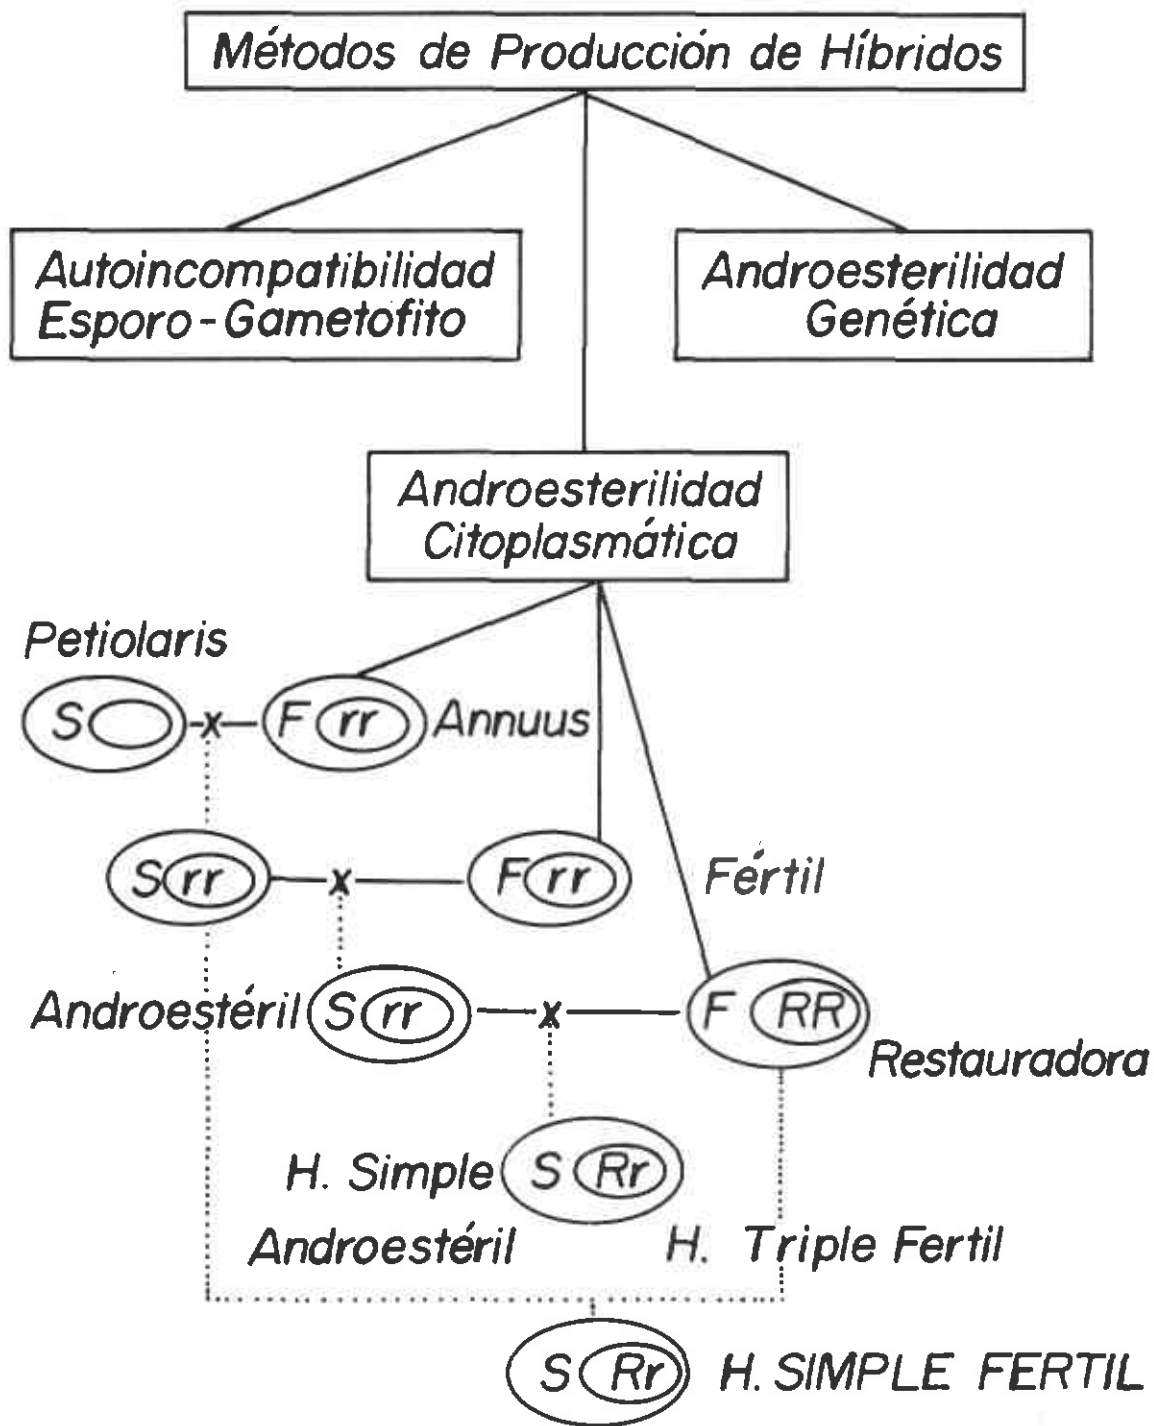 Métodos de Producción de Híbridos
Autoincompatibilidad
Esporo-Gametofito
Androesterilidad
Genética
Androesterilidad
Citoplasmática
Petiolaris
S x F rr Annuus
S rr x F rr
Fértil
Androestéril S rr x F RR
Restauradora
H. Simple S Rr
Androestéril H. Triple Fertil
S Rr H. SIMPLE FERTIL